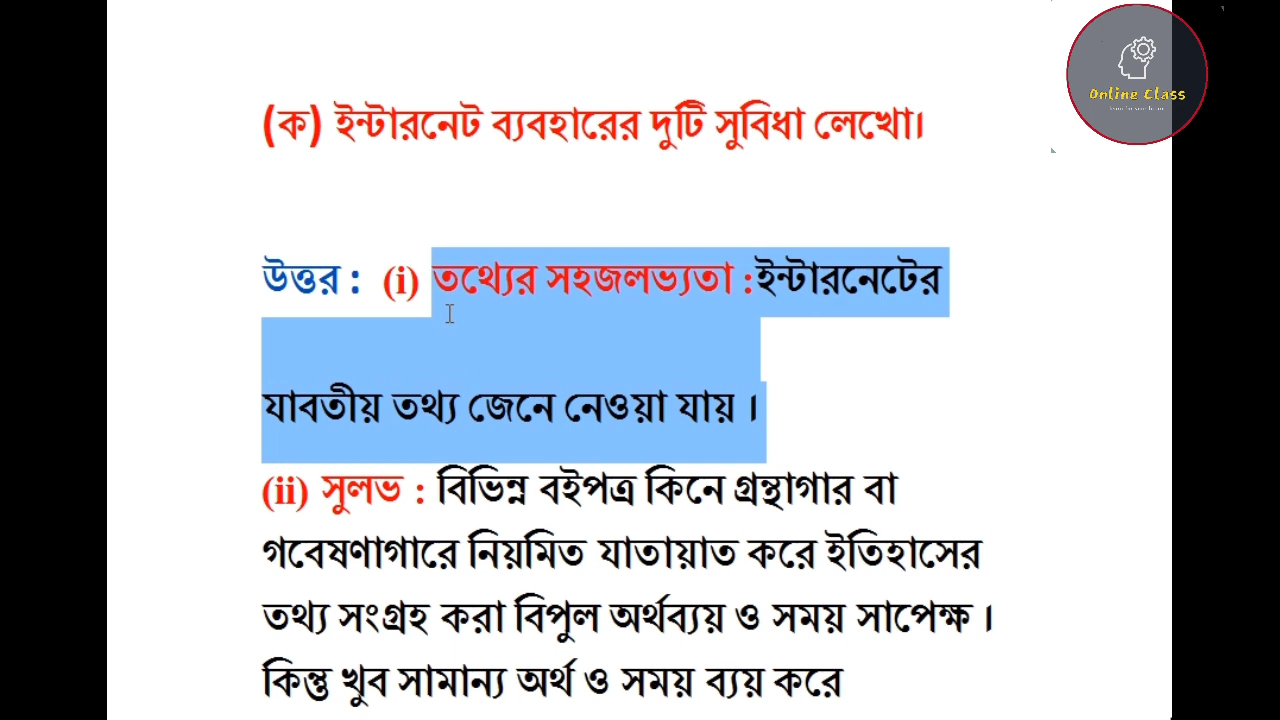 (ক) ইন্টারনেট ব্যবহারের দুটি সুবিধা লেখো।
Online Class
উত্তর : (i) তথ্যের সহজলভ্যতা :ইন্টারনেটের
যাবতীয় তথ্য জেনে নেওয়া যায় ।
(ii) সুলভ : বিভিন্ন বইপত্র কিনে গ্রন্থাগার বা
গবেষণাগারে নিয়মিত যাতায়াত করে ইতিহাসের
তথ্য সংগ্রহ করা বিপুল অর্থব্যয় ও সময় সাপেক্ষ ।
কিন্তু খুব সামান্য অর্থ ও সময় ব্যয় করে